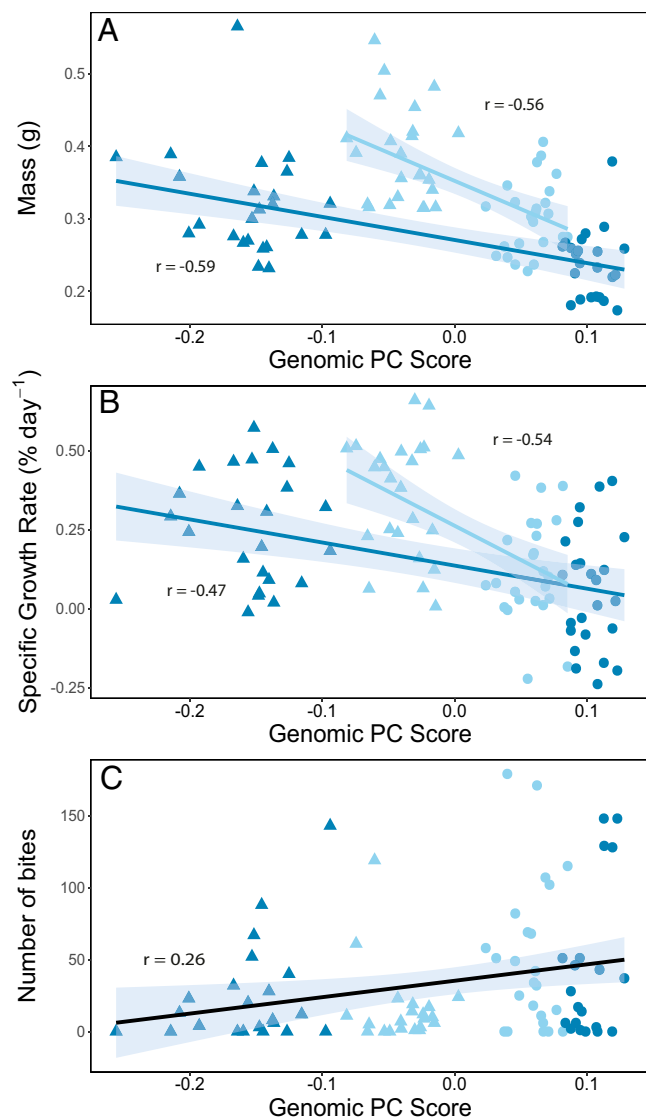 A
Mass (g)
0.5
0.4
0.3
0.2
r = -0.56
r = -0.59
-0.2 -0.1 0.0 0.1
Genomic PC Score
B
Specific Growth Rate (% day⁻¹)
0.50
0.25
0.00
-0.25
r = -0.54
r = -0.47
-0.2 -0.1 0.0 0.1
Genomic PC Score
C
Number of bites
150
100
50
0
r = 0.26
-0.2 -0.1 0.0 0.1
Genomic PC Score